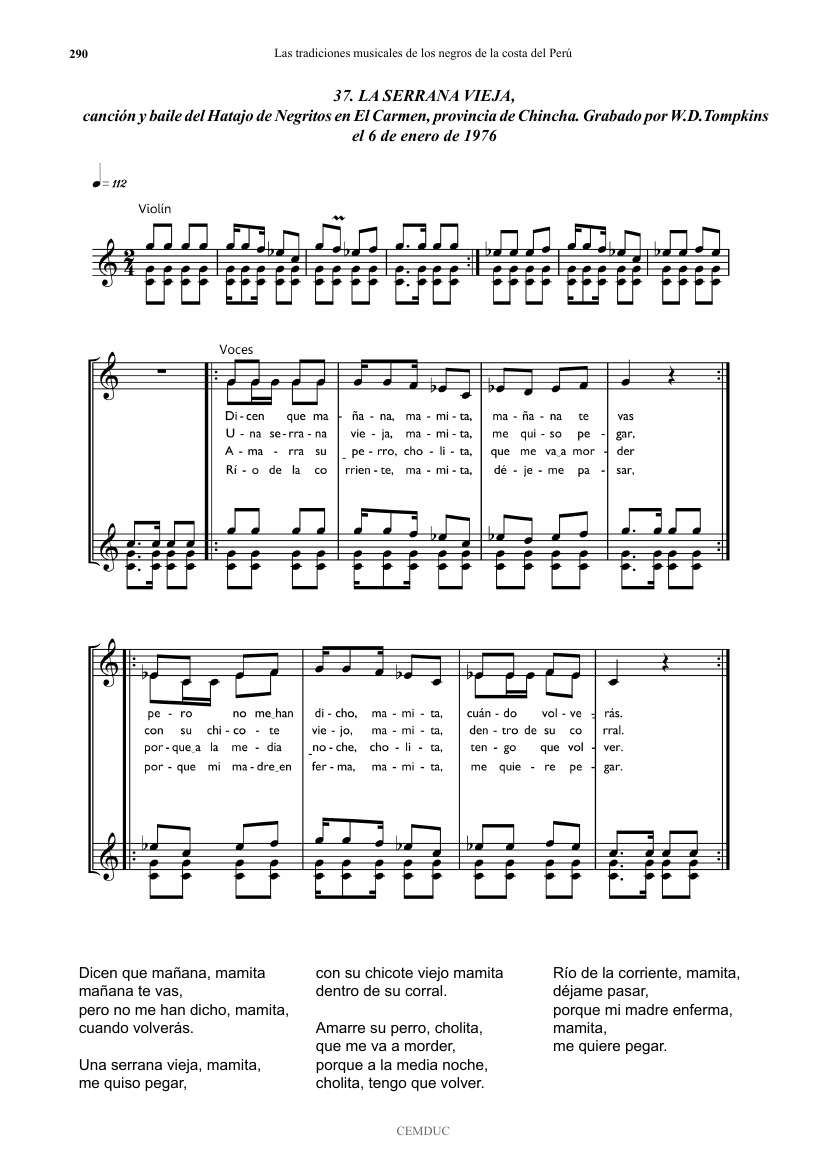 290
Las tradiciones musicales de los negros de la costa del Perú
37. LA SERRANA VIEJA,
canción y baile del Hatajo de Negritos en El Carmen, provincia de Chincha. Grabado por W.D.Tompkins
el 6 de enero de 1976
= 112
Violín
2
4
Voces
Di - cen que ma - ña - na, ma - mi - ta, ma - ña - na te vas
U - na se - rra - na vie - ja, ma - mi - ta, me qui - so pe - gar,
A - ma - rra su _ pe - rro, cho - li - ta, que me va_a mor - der
Rí - o de la co rrien - te, ma - mi - ta, dé - je - me pa - sar,
pe - ro no me_han di - cho, ma - mi - ta, cuán - do vol - ve - rás.
con su chi - co - te vie - jo, ma - mi - ta, den - tro de su co rral.
por - que_a la me - dia _no - che, cho - li - ta, ten - go que vol - ver.
por - que mi ma - dre_en fer - ma, ma - mi - ta, me quie - re pe - gar.
Dicen que mañana, mamita
mañana te vas,
pero no me han dicho, mamita,
cuando volverás.
Una serrana vieja, mamita,
me quiso pegar,
con su chicote viejo mamita
dentro de su corral.
Amarre su perro, cholita,
que me va a morder,
porque a la media noche,
cholita, tengo que volver.
Río de la corriente, mamita,
déjame pasar,
porque mi madre enferma,
mamita,
me quiere pegar.
CEMDUC